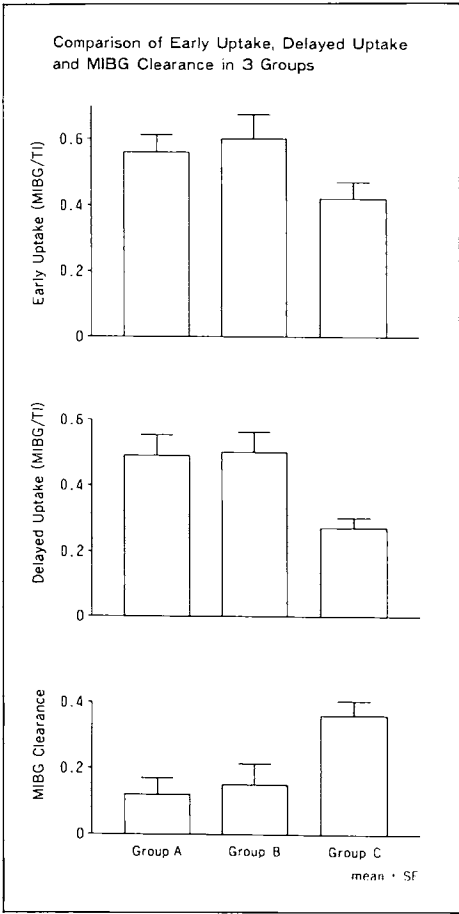 Comparison of Early Uptake, Delayed Uptake
and MIBG Clearance in 3 Groups
Early Uptake (MIBG/Tl)
0.6
0.4
0.2
0
Delayed Uptake (MIBG/Tl)
0.6
0.4
0.2
0
MIBG Clearance
0.4
0.2
0
Group A Group B Group C
mean + SE